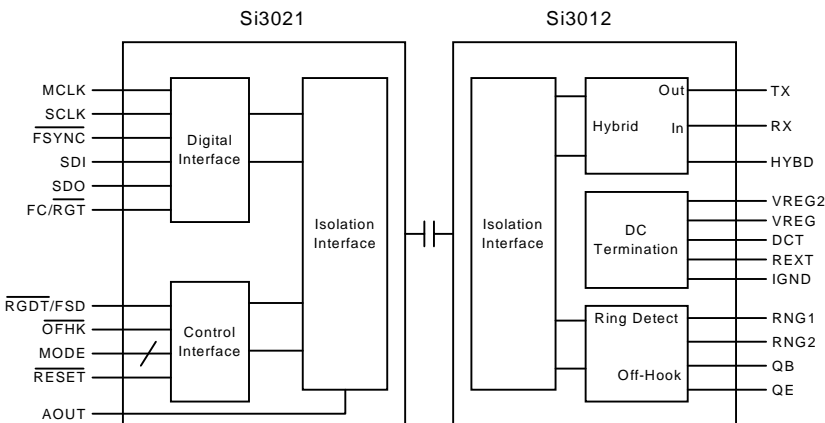 Si3021
Si3012
MCLK
SCLK
FSYNC
SDI
SDO
FC/RGT
RGDT/FSD
OFHK
MODE
RESET
AOUT
Digital
Interface
Control
Interface
Isolation
Interface
Isolation
Interface
Hybrid
Out
In
DC
Termination
Ring Detect
Off-Hook
TX
RX
HYBD
VREG2
VREG
DCT
REXT
IGND
RNG1
RNG2
QB
QE